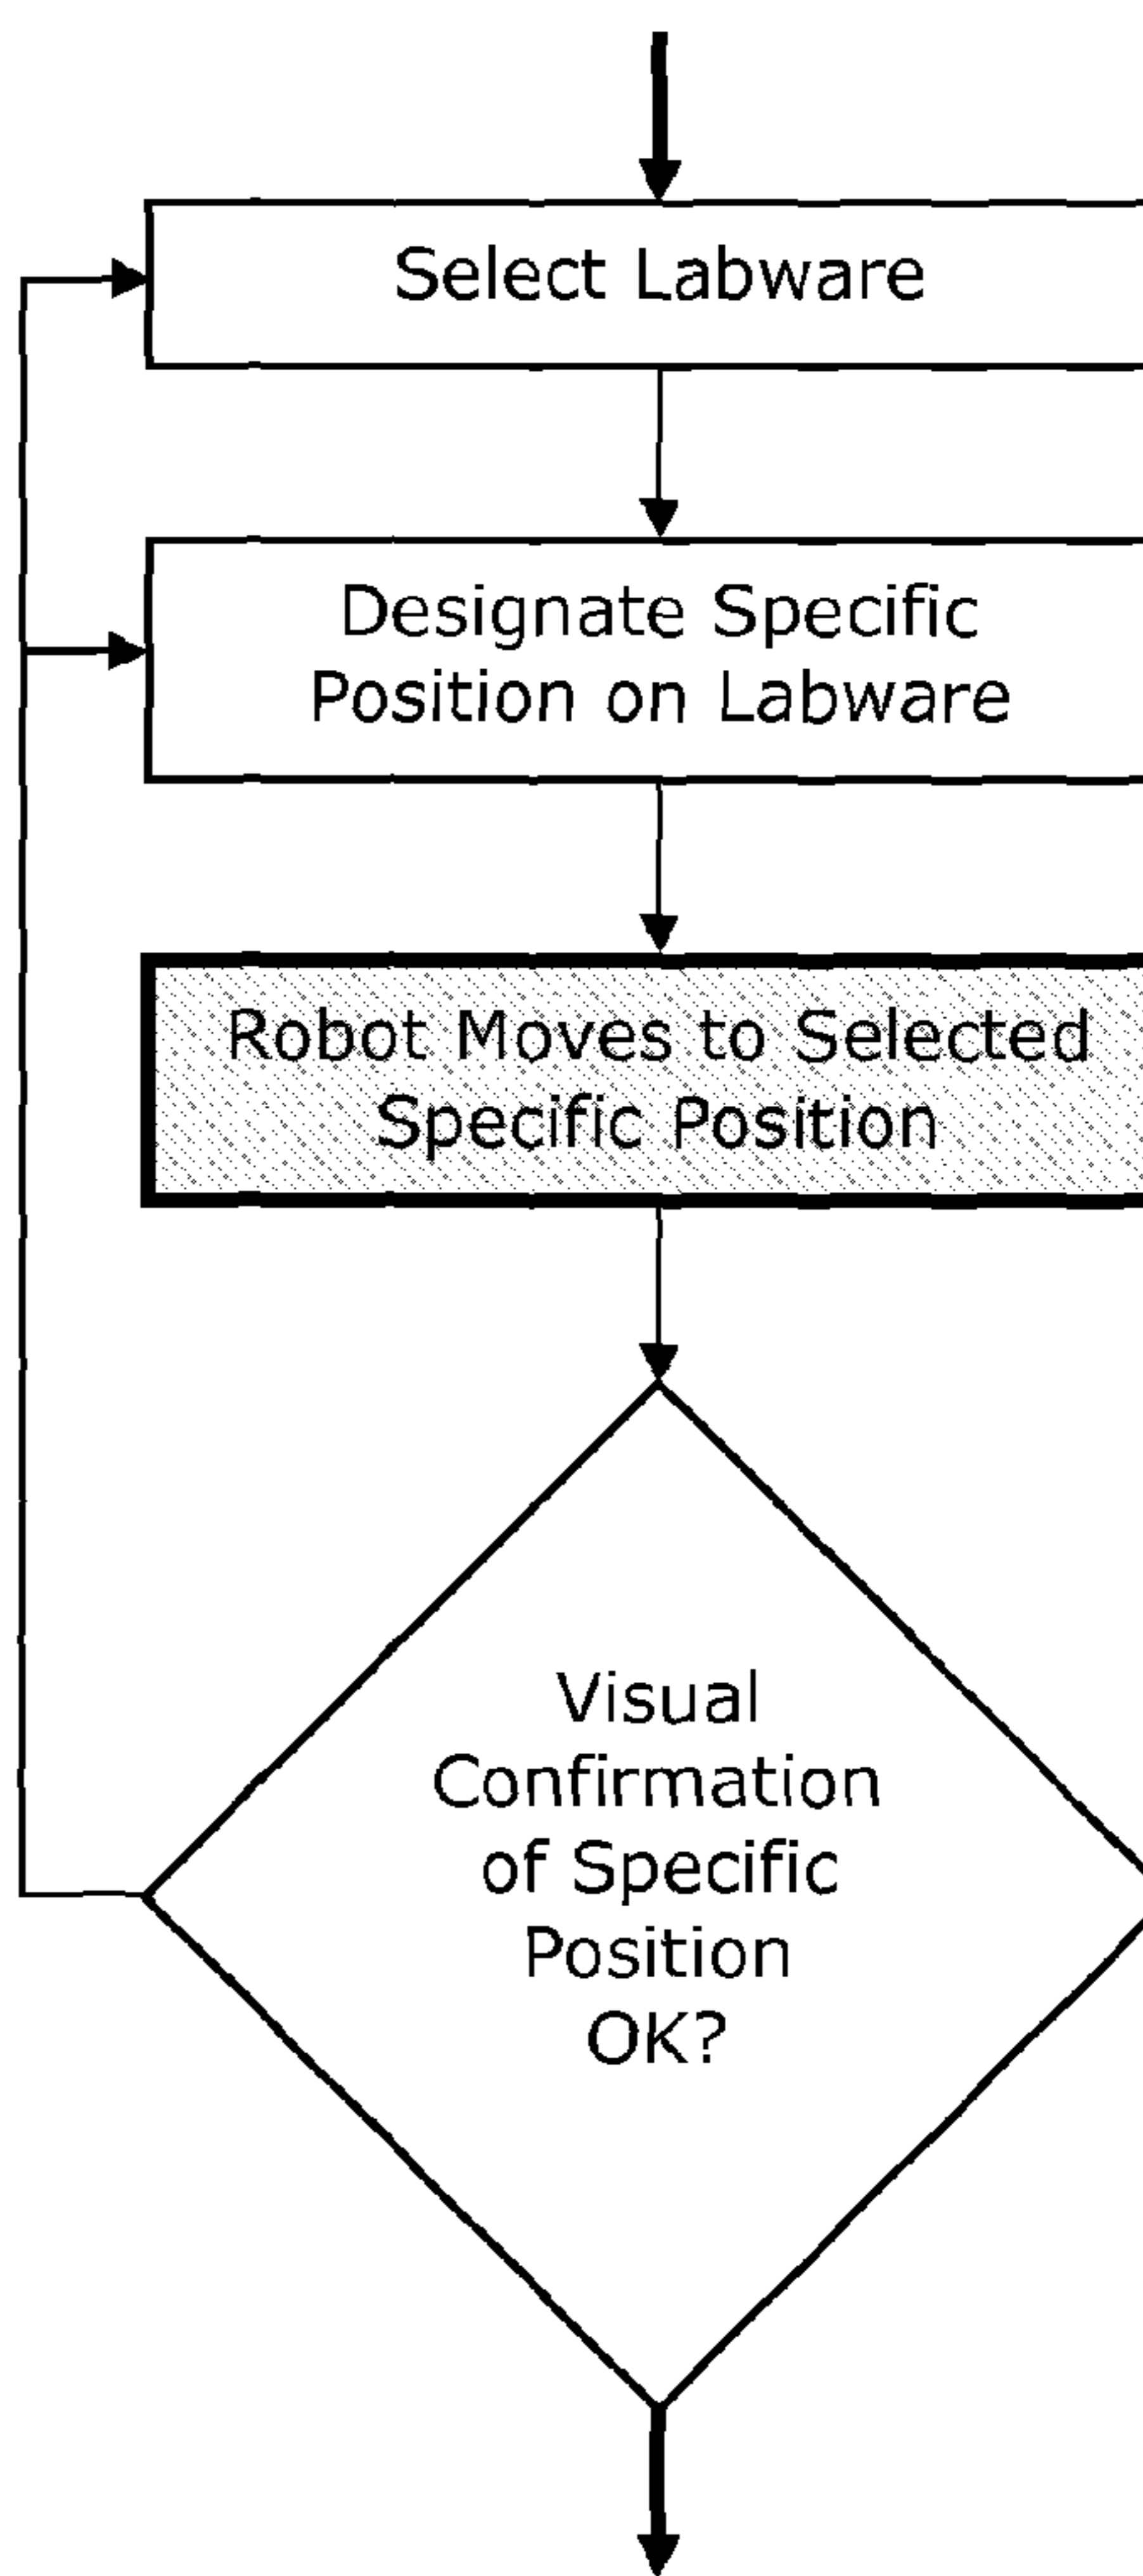 Select Labware
Designate Specific
Position on Labware
Robot Moves to Selected
Specific Position
Visual
Confirmation
of Specific
Position
OK?